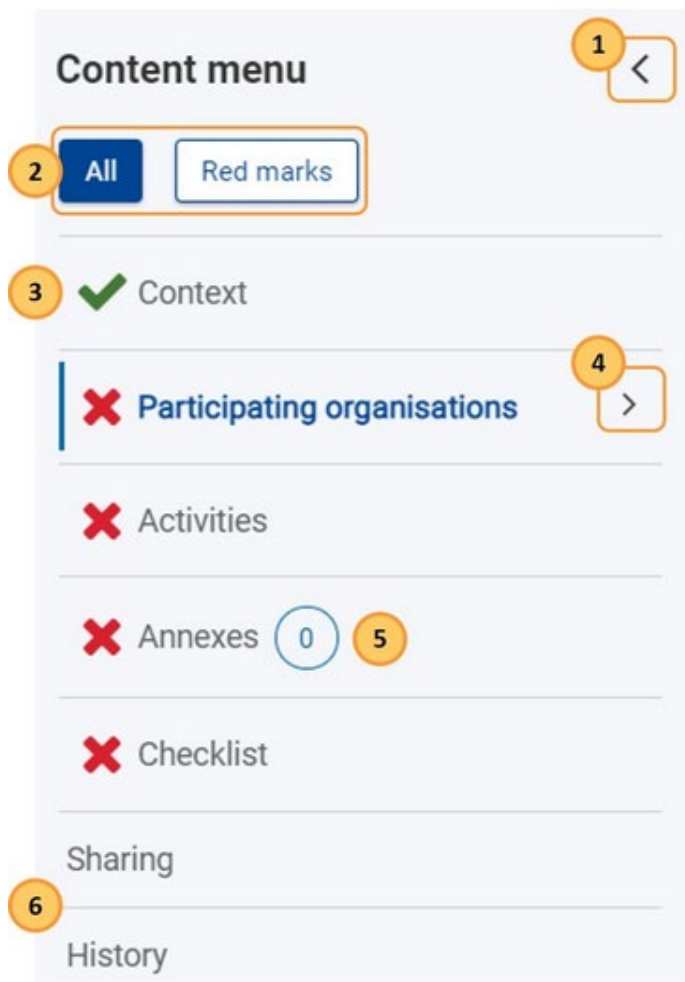 1
Content menu
2 All Red marks
3 Context
4
Participating organisations
Activities
Annexes 0 5
Checklist
Sharing
6
History